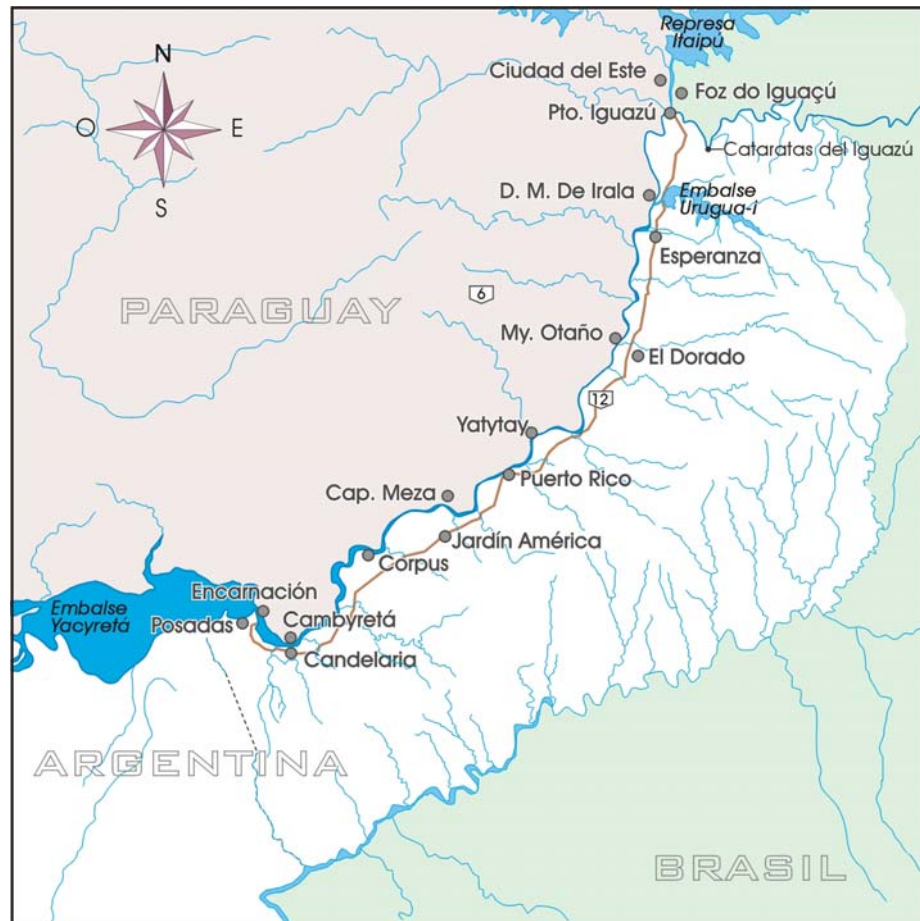 Represa
Itaipú
N
Ciudad del Este
Foz do Iguaçú
Pto. Iguazú
O
E
Cataratas del Iguazú
S
D. M. De Irala
Embalse
Urugua-i
Esperanza
6
PARAGUAY
My. Otaño
El Dorado
12
Yatytay
Puerto Rico
Cap. Meza
Jardín América
Corpus
Encarnación
Embalse
Yacyretá
Posadas
Cambyretá
Candelaria
ARGENTINA
BRASIL